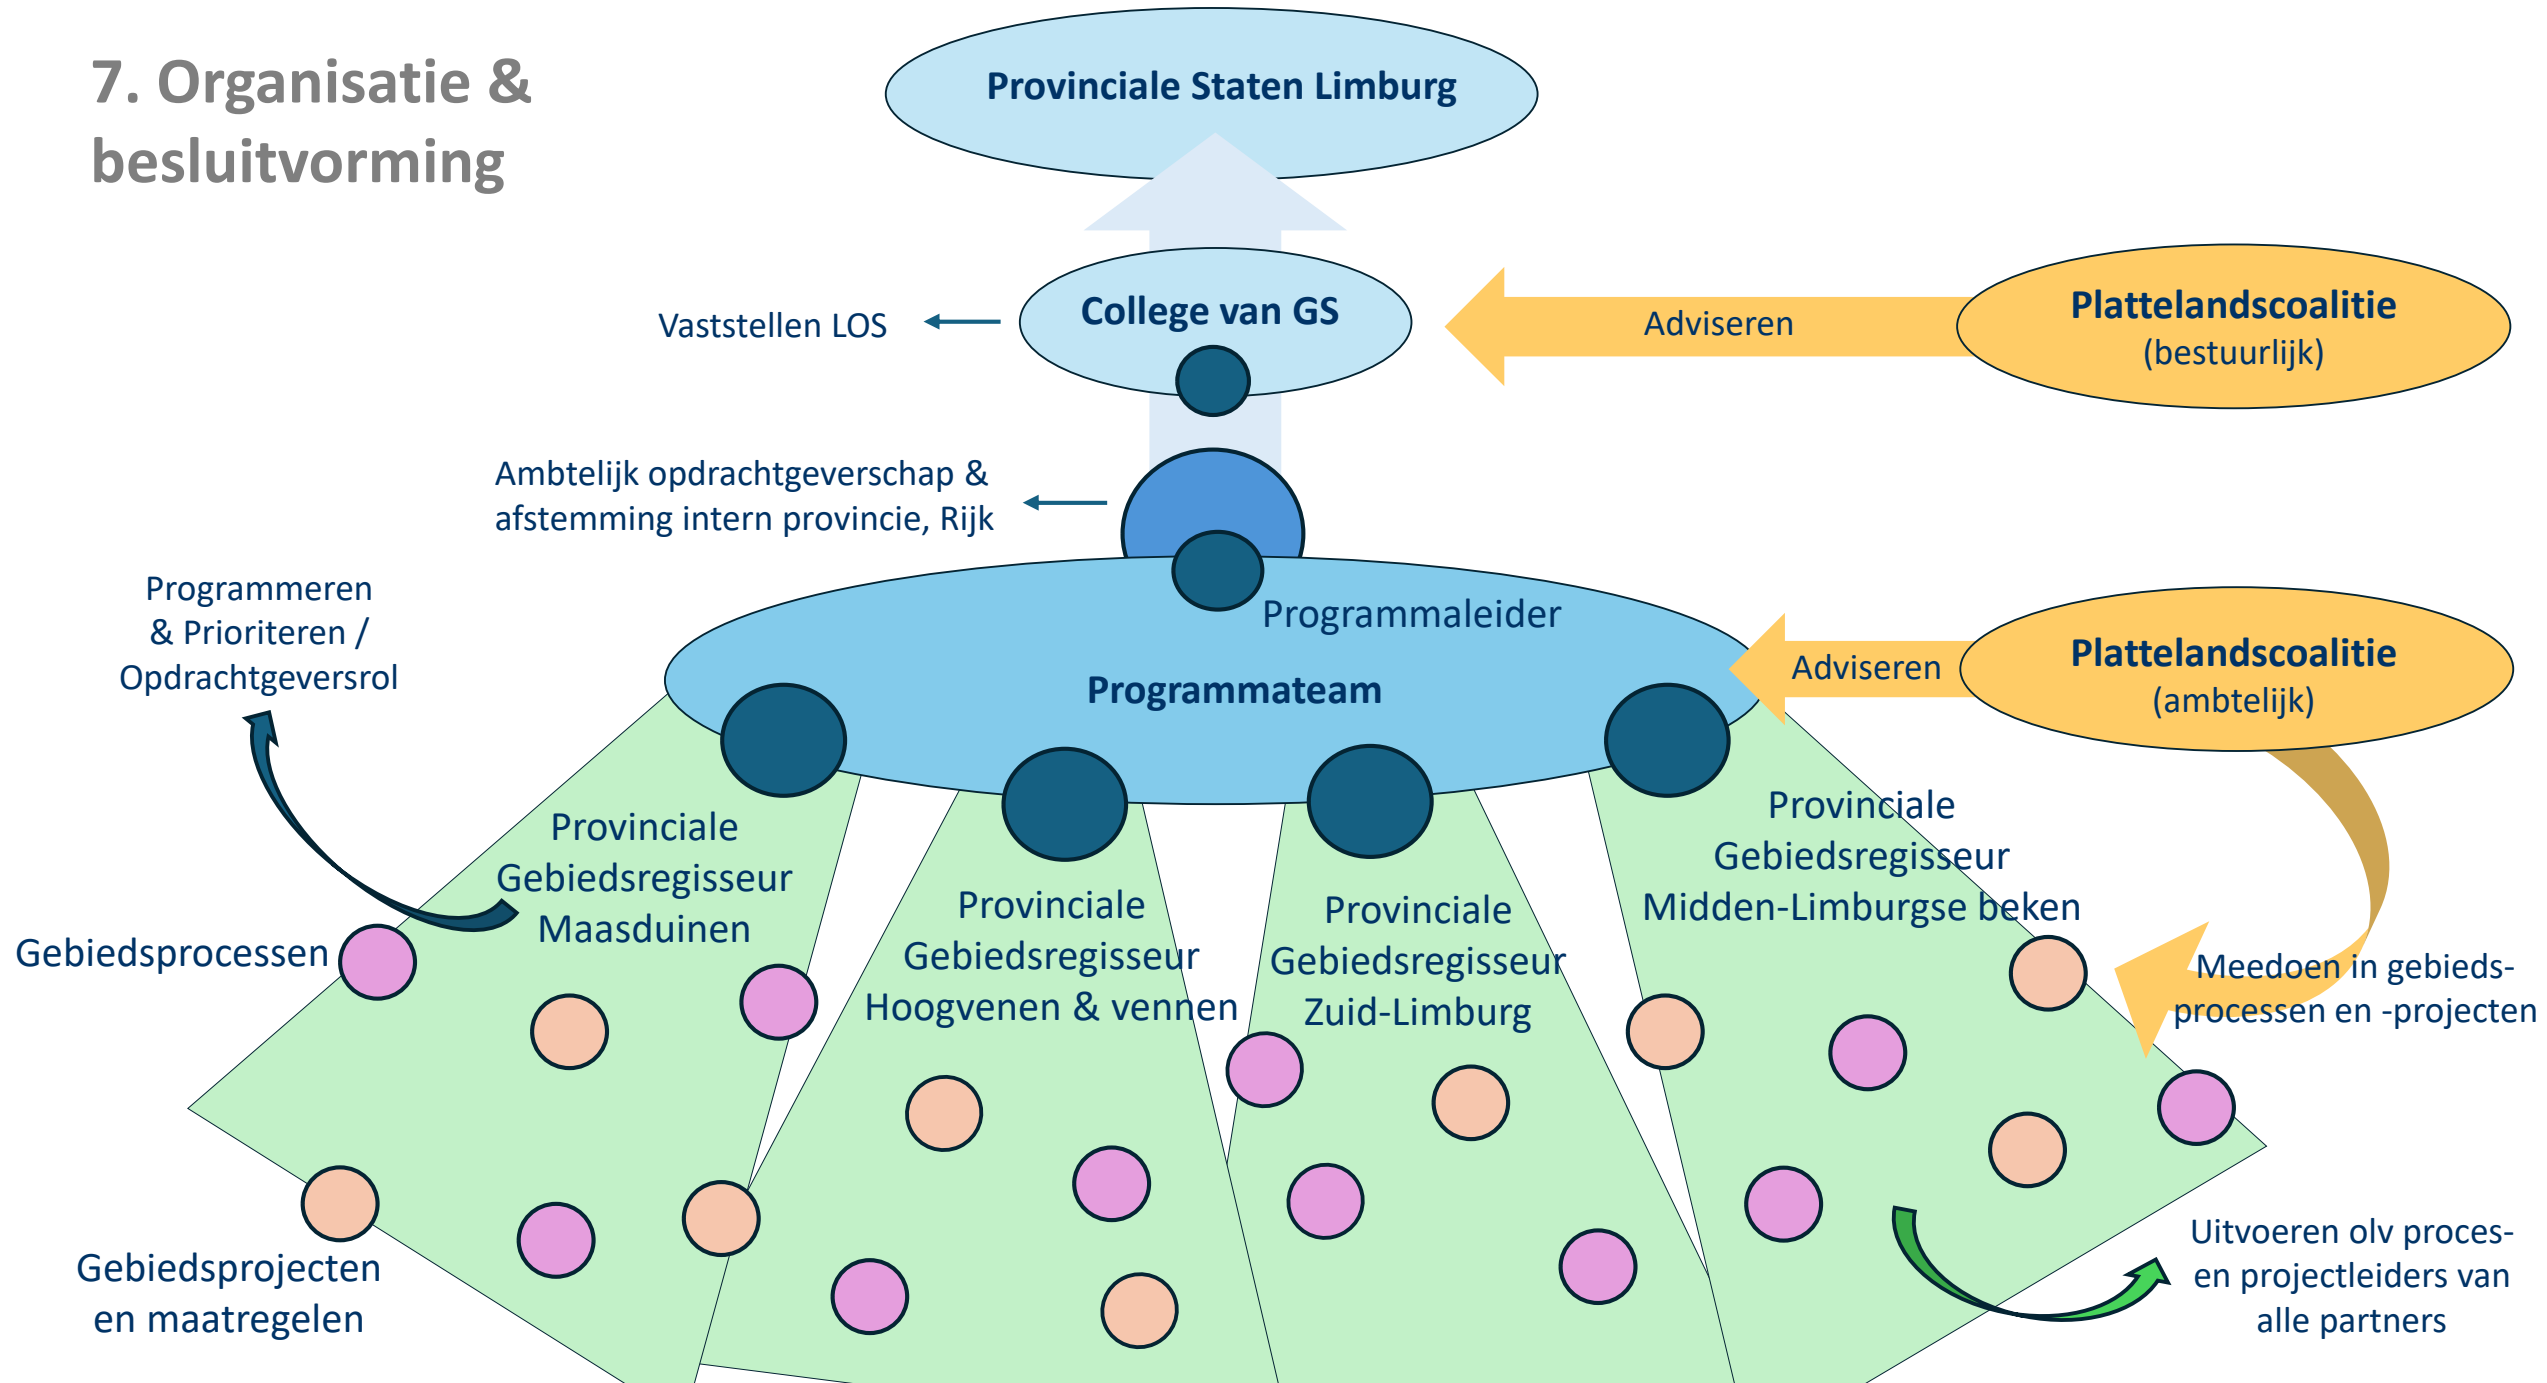 7. Organisatie &
besluitvorming
Provinciale Staten Limburg
College van GS
Vaststellen LOS
Adviseren
Plattelandscoalitie
(bestuurlijk)
Ambtelijk opdrachtgeverschap &
afstemming intern provincie, Rijk
Programmeren
& Prioriteren /
Opdrachtgeversrol
Programmaleider
Programmateam
Adviseren
Plattelandscoalitie
(ambtelijk)
Provinciale
Gebiedsregisseur
Maasduinen
Provinciale
Gebiedsregisseur
Hoogvenen & vennen
Provinciale
Gebiedsregisseur
Zuid-Limburg
Provinciale
Gebiedsregisseur
Midden-Limburgse beken
Gebiedsprocessen
Meedoen in gebieds-
processen en -projecten
Gebiedsprojecten
en maatregelen
Uitvoeren olv proces-
en projectleiders van
alle partners